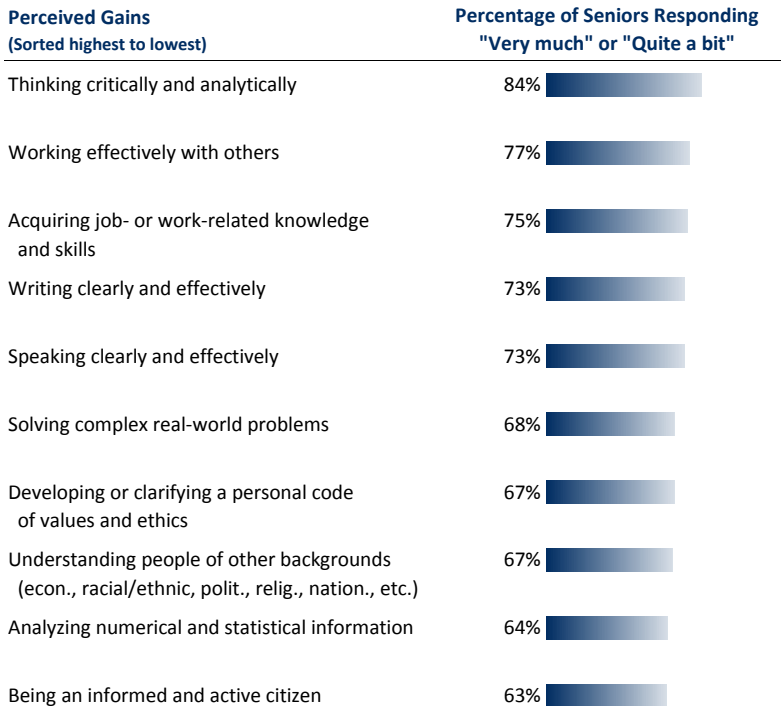 Perceived Gains
(Sorted highest to lowest)
Percentage of Seniors Responding
"Very much" or "Quite a bit"
Thinking critically and analytically 84%
Working effectively with others 77%
Acquiring job- or work-related knowledge 75%
and skills
Writing clearly and effectively 73%
Speaking clearly and effectively 73%
Solving complex real-world problems 68%
Developing or clarifying a personal code 67%
of values and ethics
Understanding people of other backgrounds 67%
(econ., racial/ethnic, polit., relig., nation., etc.)
Analyzing numerical and statistical information 64%
Being an informed and active citizen 63%